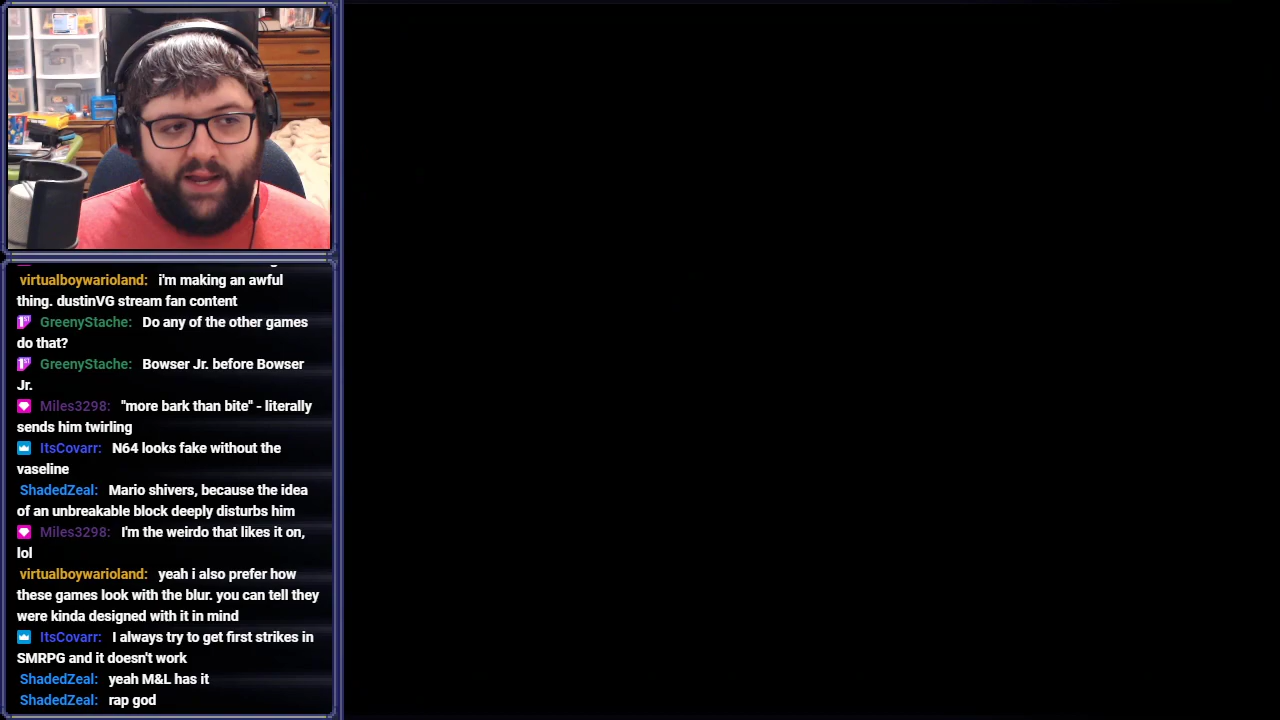 virtualboywarioland: i'm making an awful
thing. dustinVG stream fan content
GreenyStache: Do any of the other games
do that?
GreenyStache: Bowser Jr. before Bowser
Jr.
Miles3298: "more bark than bite" - literally
sends him twirling
ItsCovarr: N64 looks fake without the
vaseline
ShadedZeal: Mario shivers, because the idea
of an unbreakable block deeply disturbs him
Miles3298: I'm the weirdo that likes it on,
lol
virtualboywarioland: yeah i also prefer how
these games look with the blur. you can tell they
were kinda designed with it in mind
ItsCovarr: I always try to get first strikes in
SMRPG and it doesn't work
ShadedZeal: yeah M&L has it
ShadedZeal: rap god